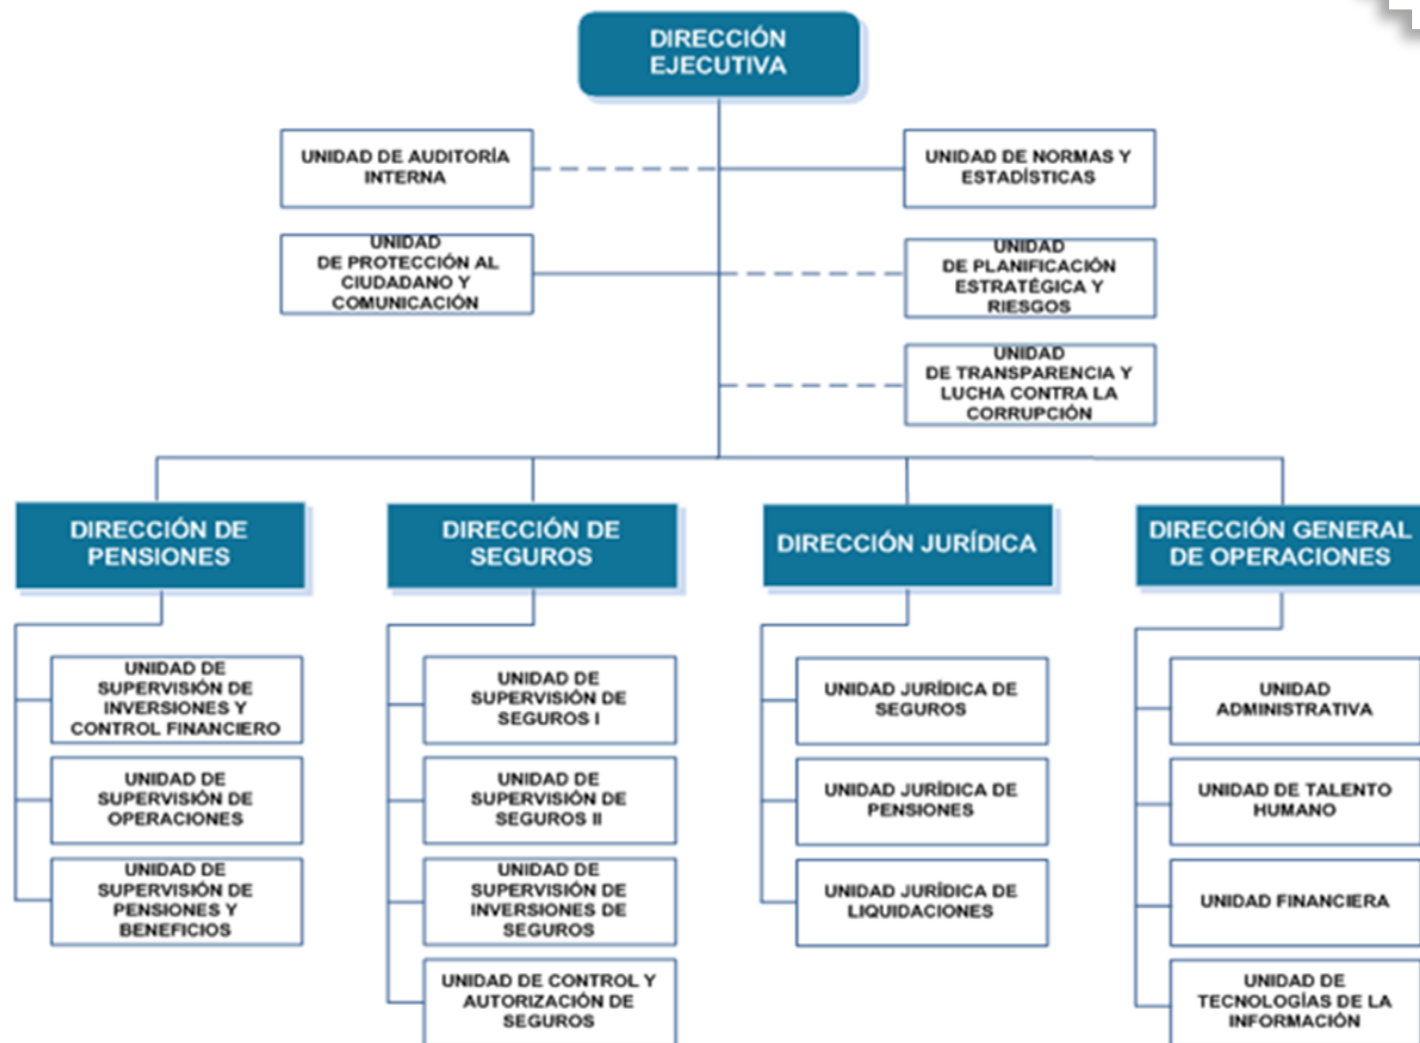 DIRECCIÓN
EJECUTIVA
UNIDAD DE AUDITORÍA
INTERNA
UNIDAD DE NORMAS Y
ESTADÍSTICAS
UNIDAD
DE PROTECCIÓN AL
CIUDADANO Y
COMUNICACIÓN
UNIDAD
DE PLANIFICACIÓN
ESTRATÉGICA Y
RIESGOS
UNIDAD
DE TRANSPARENCIA Y
LUCHA CONTRA LA
CORRUPCIÓN
DIRECCIÓN DE
PENSIONES
DIRECCIÓN DE
SEGUROS
DIRECCIÓN JURÍDICA
DIRECCIÓN GENERAL
DE OPERACIONES
UNIDAD DE
SUPERVISIÓN DE
INVERSIONES Y
CONTROL FINANCIERO
UNIDAD DE
SUPERVISIÓN DE
OPERACIONES
UNIDAD DE
SUPERVISIÓN DE
PENSIONES Y
BENEFICIOS
UNIDAD DE
SUPERVISIÓN DE
SEGUROS I
UNIDAD DE
SUPERVISIÓN DE
SEGUROS II
UNIDAD DE
SUPERVISIÓN DE
INVERSIONES DE
SEGUROS
UNIDAD DE CONTROL Y
AUTORIZACIÓN DE
SEGUROS
UNIDAD JURÍDICA DE
SEGUROS
UNIDAD JURÍDICA DE
PENSIONES
UNIDAD JURÍDICA DE
LIQUIDACIONES
UNIDAD
ADMINISTRATIVA
UNIDAD DE TALENTO
HUMANO
UNIDAD FINANCIERA
UNIDAD DE
TECNOLOGÍAS DE LA
INFORMACIÓN